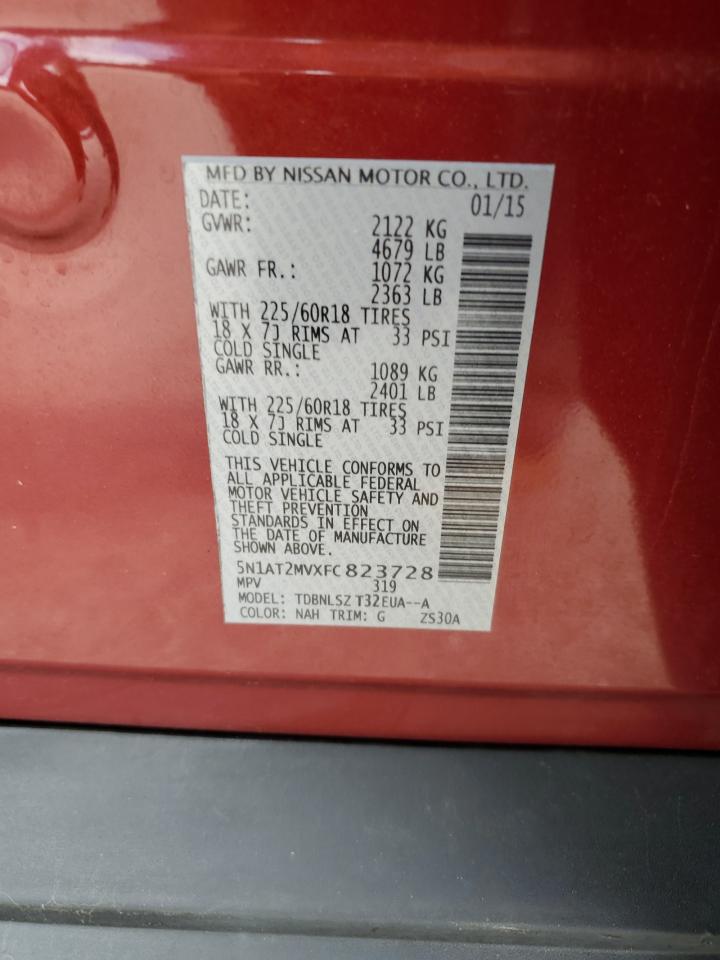 MFD BY NISSAN MOTOR CO., LTD.
DATE: 01/15
GVWR: 2122 KG
4679 LB
GAWR FR.: 1072 KG
2363 LB
WITH 225/60R18 TIRES
18 X 7J RIMS AT 33 PSI
COLD SINGLE
GAWR RR.: 1089 KG
2401 LB
WITH 225/60R18 TIRES
18 X 7J RIMS AT 33 PSI
COLD SINGLE
THIS VEHICLE CONFORMS TO
ALL APPLICABLE FEDERAL
MOTOR VEHICLE SAFETY AND
THEFT PREVENTION
STANDARDS IN EFFECT ON
THE DATE OF MANUFACTURE
SHOWN ABOVE.
5N1AT2MVXFC823728
MPV 319
MODEL: TDBNLSZ T32EUA--A
COLOR: NAH TRIM: G ZS30A